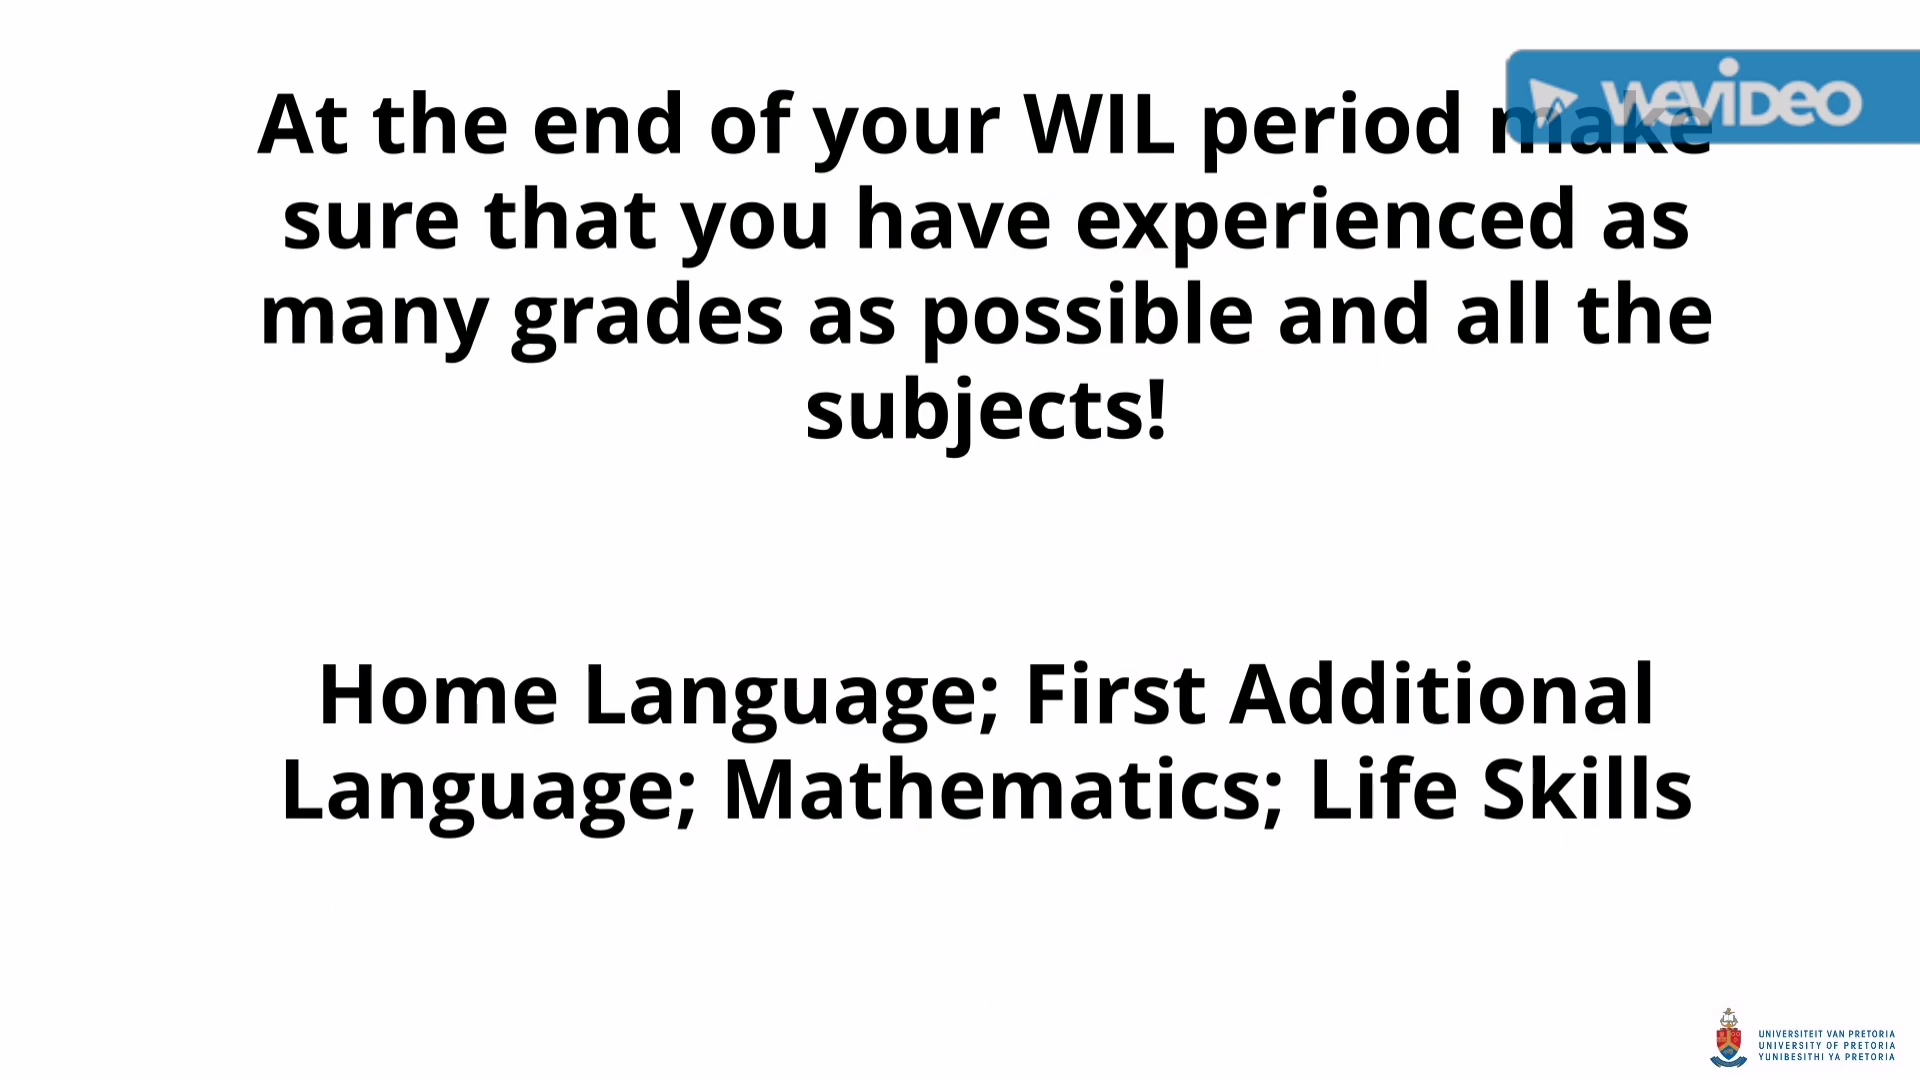 At the end of your WIL period make
sure that you have experienced as
many grades as possible and all the
subjects!
Home Language; First Additional
Language; Mathematics; Life Skills
WEVIDEO
UNIVERSITEIT VAN PRETORIA
UNIVERSITY OF PRETORIA
YUNIBESITHI YA PRETORIA